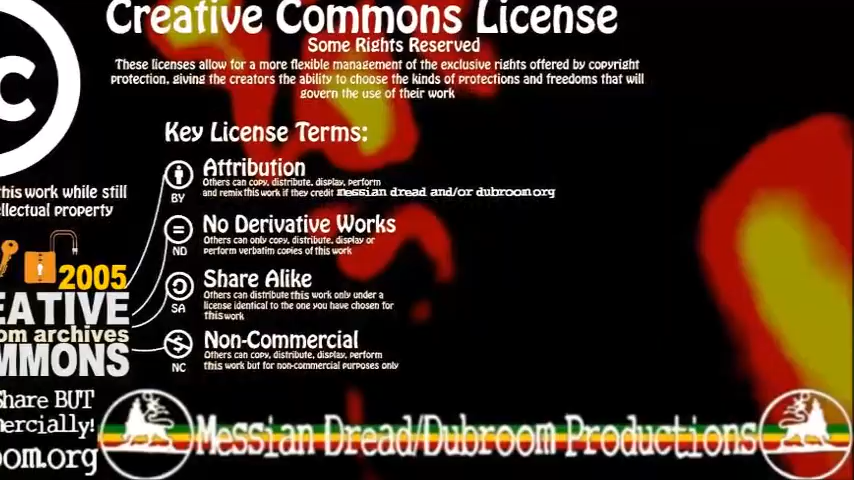 Creative Commons License
Some Rights Reserved
These licenses allow for a more flexible management of the exclusive rights offered by copyright
protection, giving the creators the ability to choose the kinds of protections and freedoms that will
govern the use of their work
C
Key License Terms:
Attribution
Others can copy, distribute, display, perform
and remix this work if they credit messian dread and/or dubroom.org
BY
this work while still
ellectual property
No Derivative Works
Others can only copy, distribute, display or
perform verbatim copies of this work
ND
2005
EATIVE
om archives
MMONS
Share Alike
Others can distribute this work only under a
license identical to the one you have chosen for
this work
SA
Non-Commercial
Others can copy, distribute, display, perform
this work but for non-commercial purposes only
NC
Share BUT
ercially!
oom.org
Messian Dread/Dubroom Productions